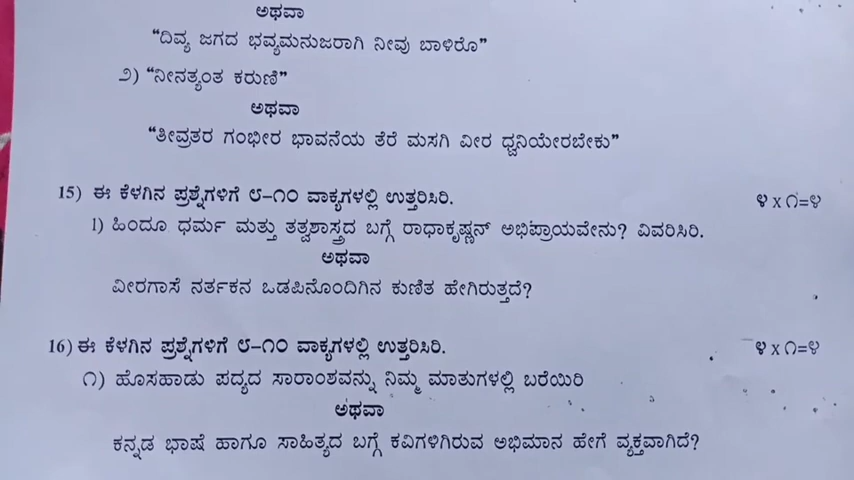 ಅಥವಾ
“ದಿವ್ಯ ಜಗದ ಭವ್ಯಮನುಜರಾಗಿ ನೀವು ಬಾಳಿರೊ”
೨) “ನೀನತ್ಯಂತ ಕರುಣಿ”
ಅಥವಾ
“ತೀವ್ರತರ ಗಂಭೀರ ಭಾವನೆಯ ತೆರೆ ಮಸಗಿ ವೀರ ಧ್ವನಿಯೇರಬೇಕು”
15) ಈ ಕೆಳಗಿನ ಪ್ರಶ್ನೆಗಳಿಗೆ ೮–೧೦ ವಾಕ್ಯಗಳಲ್ಲಿ ಉತ್ತರಿಸಿರಿ. ೪ x ೧=೪
1) ಹಿಂದೂ ಧರ್ಮ ಮತ್ತು ತತ್ವಶಾಸ್ತ್ರದ ಬಗ್ಗೆ ರಾಧಾಕೃಷ್ಣನ್ ಅಭಿಪ್ರಾಯವೇನು? ವಿವರಿಸಿರಿ.
ಅಥವಾ
ವೀರಗಾಸೆ ನರ್ತಕನ ಒಡಪಿನೊಂದಿಗಿನ ಕುಣಿತ ಹೇಗಿರುತ್ತದೆ?
16) ಈ ಕೆಳಗಿನ ಪ್ರಶ್ನೆಗಳಿಗೆ ೮–೧೦ ವಾಕ್ಯಗಳಲ್ಲಿ ಉತ್ತರಿಸಿರಿ. ೪ x ೧=೪
೧) ಹೊಸಹಾಡು ಪದ್ಯದ ಸಾರಾಂಶವನ್ನು ನಿಮ್ಮ ಮಾತುಗಳಲ್ಲಿ ಬರೆಯಿರಿ
ಅಥವಾ
ಕನ್ನಡ ಭಾಷೆ ಹಾಗೂ ಸಾಹಿತ್ಯದ ಬಗ್ಗೆ ಕವಿಗಳಿಗಿರುವ ಅಭಿಮಾನ ಹೇಗೆ ವ್ಯಕ್ತವಾಗಿದೆ?